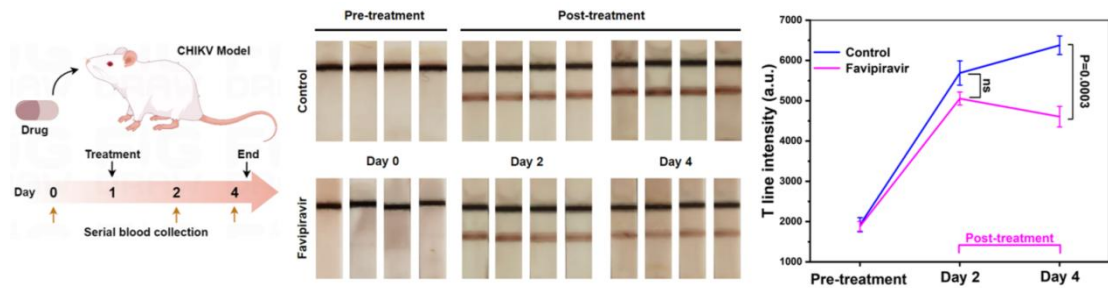 CHIKV Model
Drug
Treatment
End
Day 0 1 2 4
Serial blood collection
Pre-treatment
Post-treatment
Control
Day 0
Day 2
Day 4
Favipiravir
T line intensity (a.u.)
7000
6000
5000
4000
3000
2000
1000
Control
Favipiravir
ns
P=0.0003
Post-treatment
Pre-treatment
Day 2
Day 4